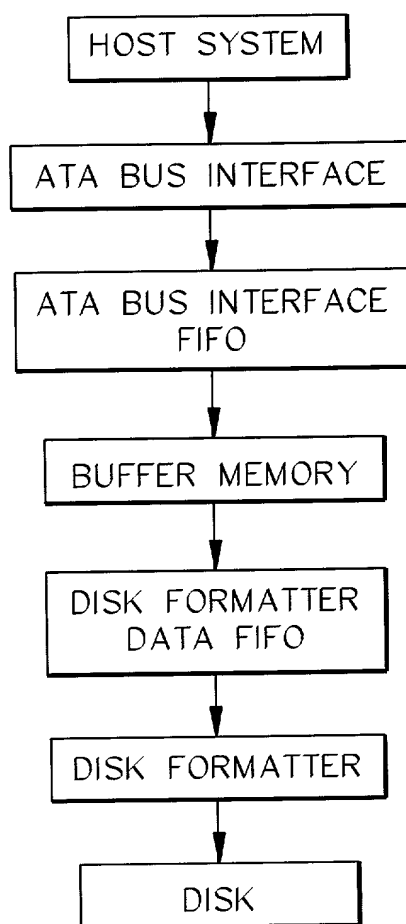 HOST SYSTEM
ATA BUS INTERFACE
ATA BUS INTERFACE
FIFO
BUFFER MEMORY
DISK FORMATTER
DATA FIFO
DISK FORMATTER
DISK